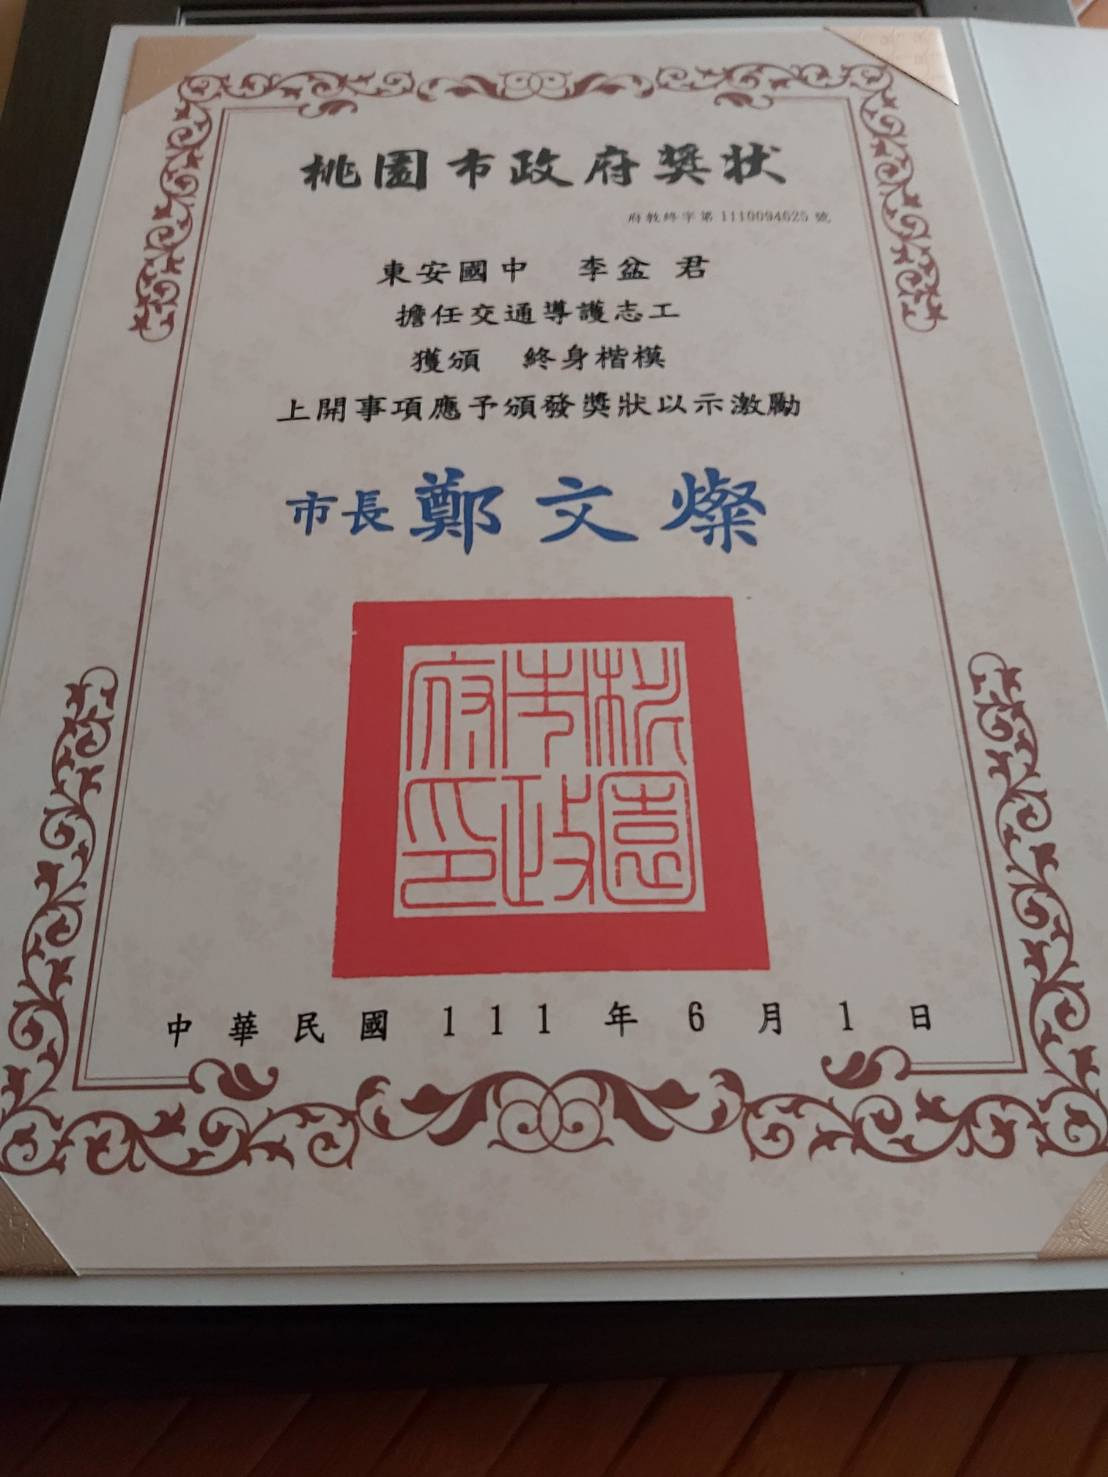 桃園市政府獎狀
府教終字第1110094625號
東安國中 李盆 君
擔任交通導護志工
獲頒 終身楷模
上開事項應予頒發獎狀以示激勵
市長鄭文燦
桃園市政府印
中華民國 111 年 6 月 1 日